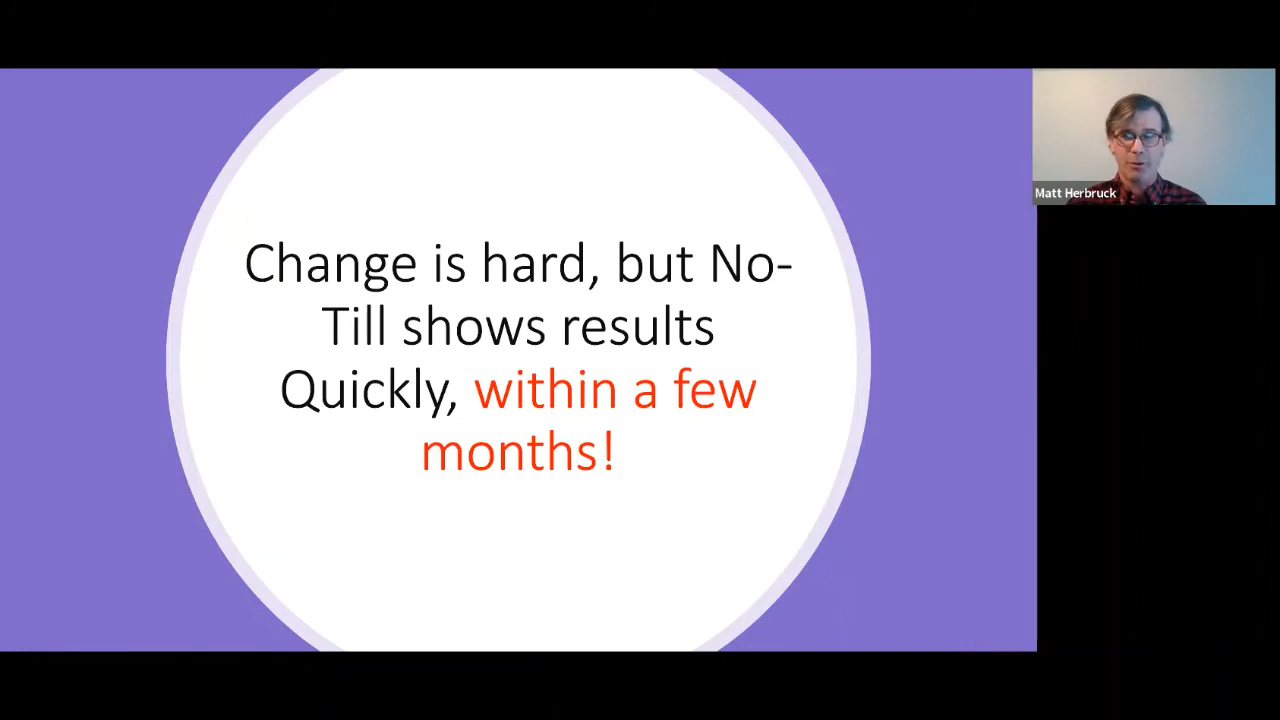 Change is hard, but No-
Till shows results
Quickly, within a few
months!
Matt Herbruck